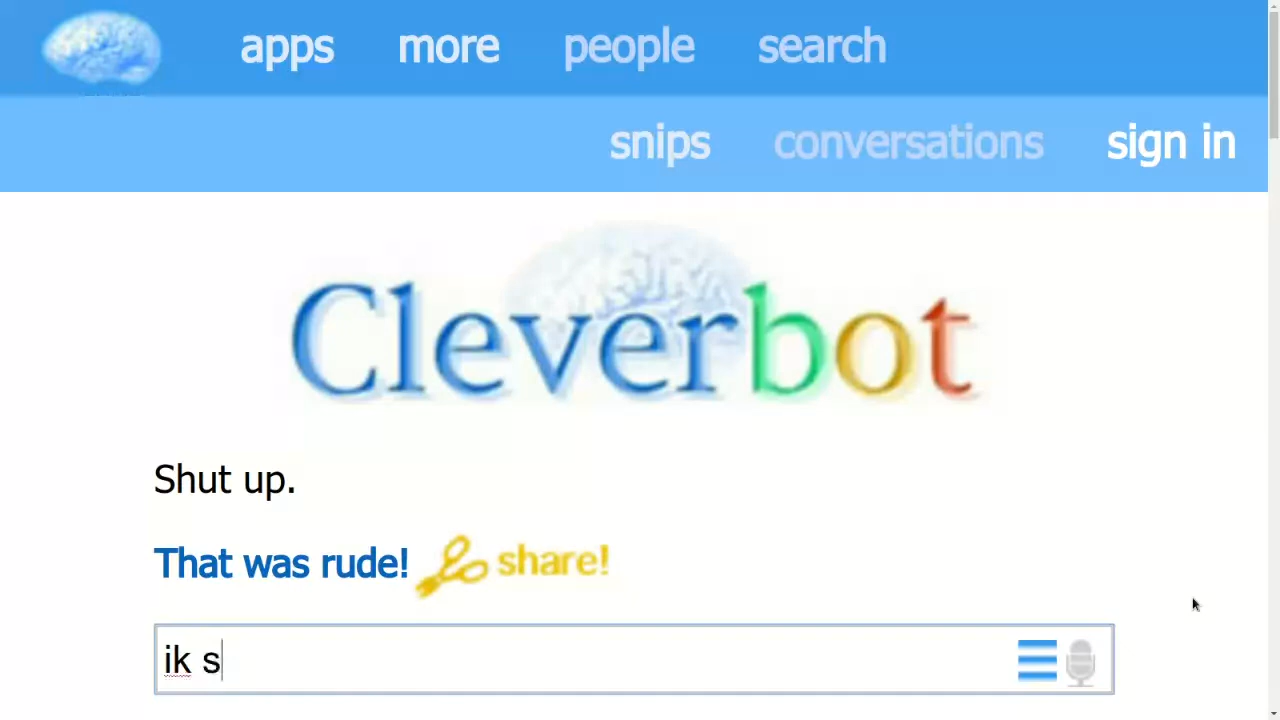 apps more people search
snips conversations sign in
Cleverbot
Shut up.
That was rude! share!
ik s